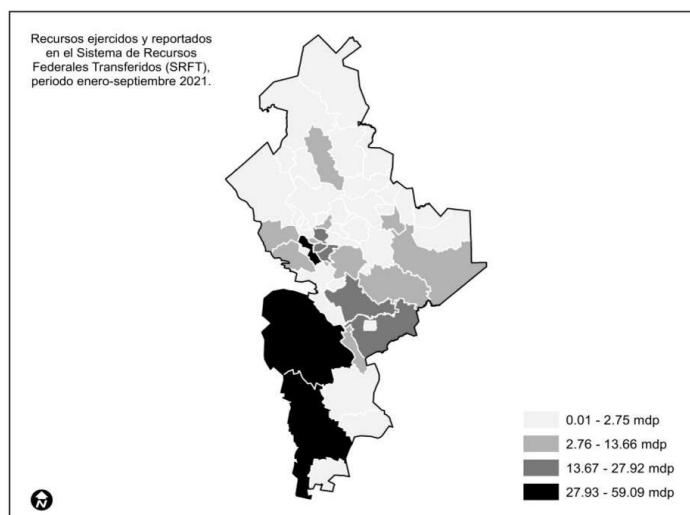 Recursos ejercidos y reportados
en el Sistema de Recursos
Federales Transferidos (SRFT),
periodo enero-septiembre 2021.
0.01 - 2.75 mdp
2.76 - 13.66 mdp
13.67 - 27.92 mdp
27.93 - 59.09 mdp
N